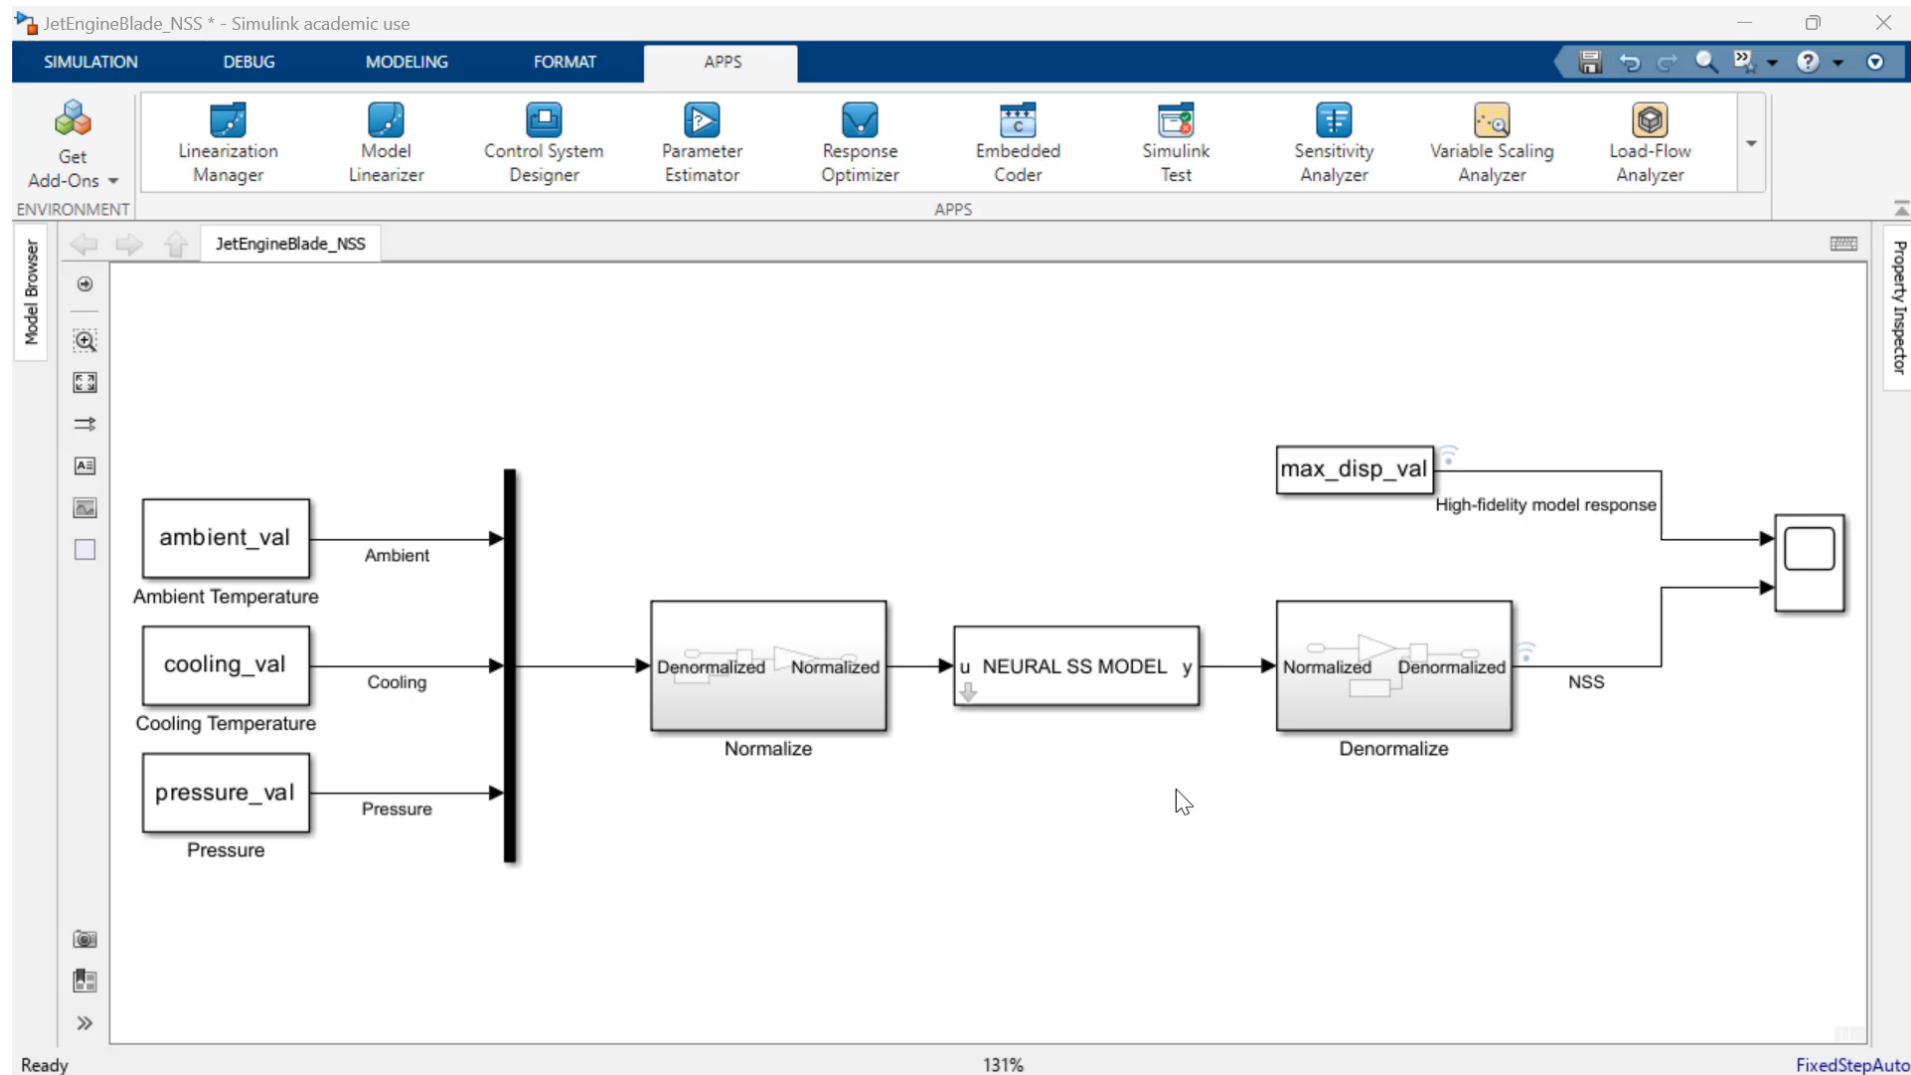 JetEngineBlade_NSS * - Simulink academic use
SIMULATION
DEBUG
MODELING
FORMAT
APPS
Get
Add-Ons
Linearization
Manager
Model
Linearizer
Control System
Designer
Parameter
Estimator
Response
Optimizer
C
Embedded
Coder
Simulink
Test
Sensitivity
Analyzer
Variable Scaling
Analyzer
Load-Flow
Analyzer
ENVIRONMENT
APPS
Model Browser
JetEngineBlade_NSS
Property Inspector
max_disp_val
High-fidelity model response
ambient_val
Ambient
Ambient Temperature
cooling_val
Cooling
Cooling Temperature
pressure_val
Pressure
Pressure
Denormalized Normalized
Normalize
u NEURAL SS MODEL y
Normalized Denormalized
Denormalize
NSS
Ready
131%
FixedStepAuto